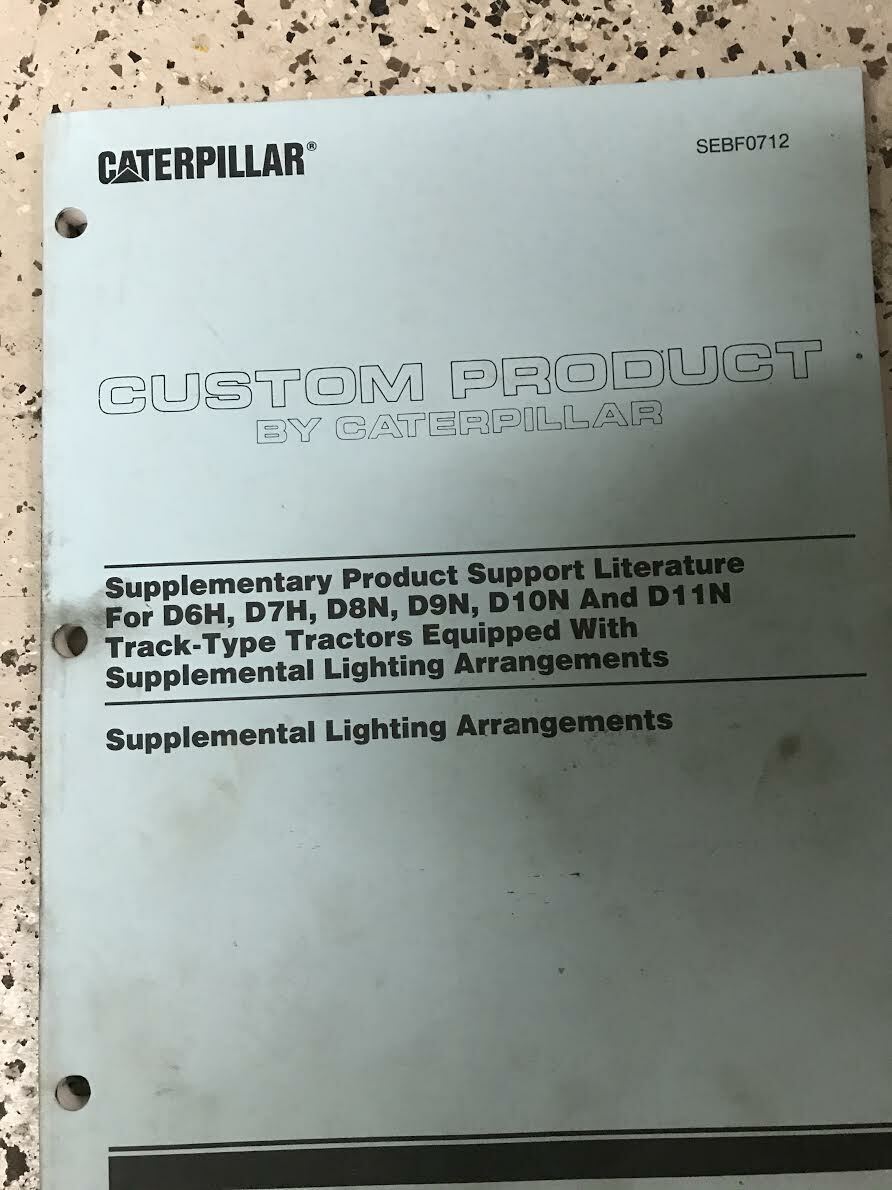 CATERPILLAR®
SEBF0712
CUSTOM PRODUCT
BY CATERPILLAR
Supplementary Product Support Literature
For D6H, D7H, D8N, D9N, D10N And D11N
Track-Type Tractors Equipped With
Supplemental Lighting Arrangements
Supplemental Lighting Arrangements